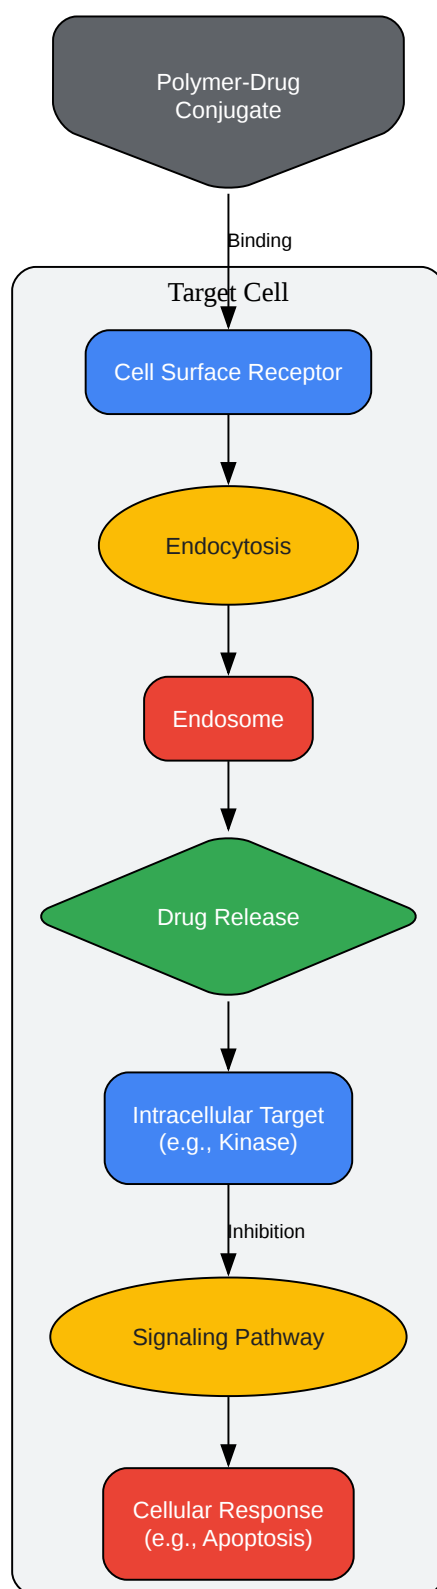 Polymer-Drug
Conjugate
Binding
Target Cell
Cell Surface Receptor
Endocytosis
Endosome
Drug Release
Intracellular Target
(e.g., Kinase)
Inhibition
Signaling Pathway
Cellular Response
(e.g., Apoptosis)